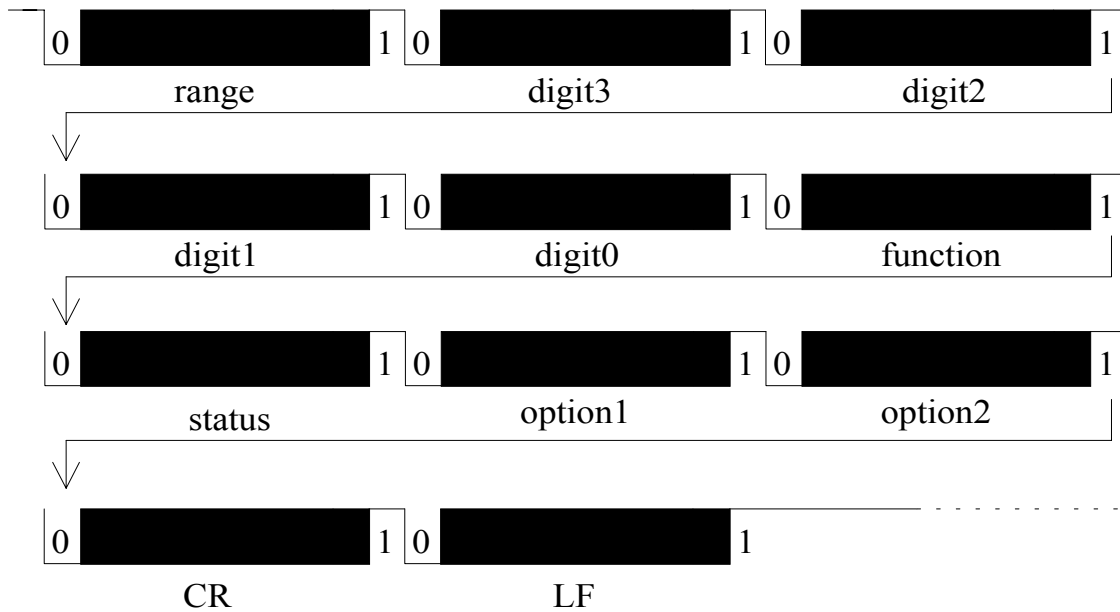 0 1 0 1 0 1
range digit3 digit2
0 1 0 1 0 1
digit1 digit0 function
0 1 0 1 0 1
status option1 option2
0 1 0 1
CR LF